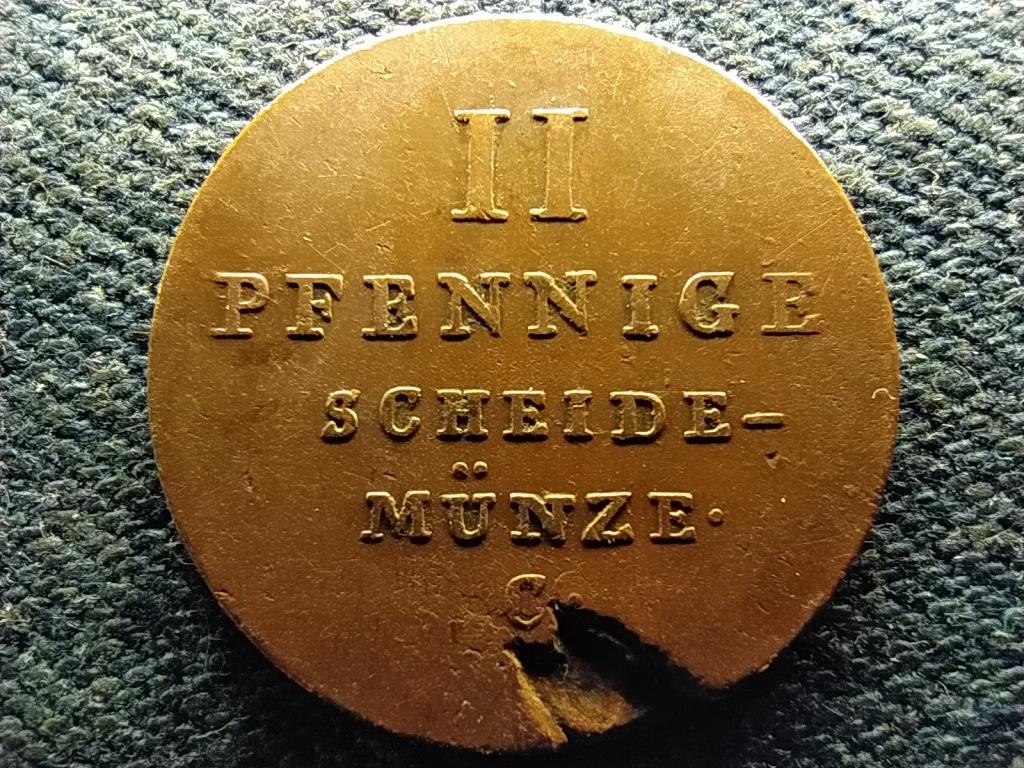 II
PFENNIGE
SCHEIDE-
MÜNZE.
C.